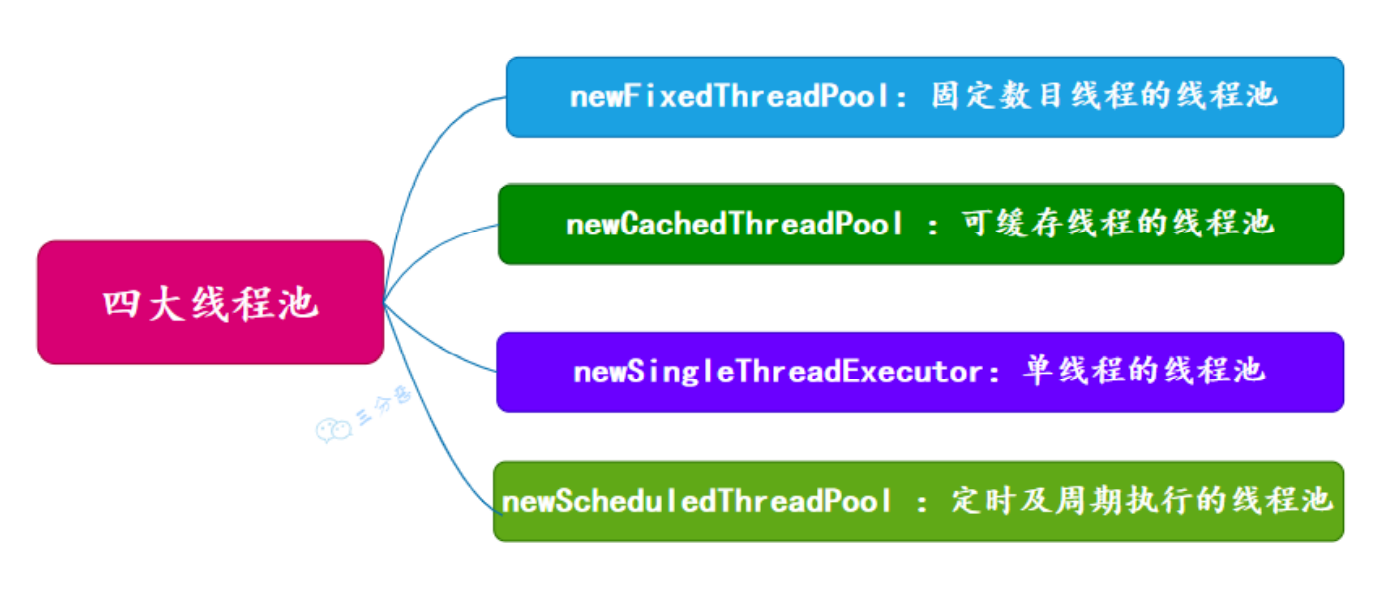 newFixedThreadPool：固定数目线程的线程池
newCachedThreadPool ：可缓存线程的线程池
四大线程池
newSingleThreadExecutor：单线程的线程池
三分恶
newScheduledThreadPool ：定时及周期执行的线程池